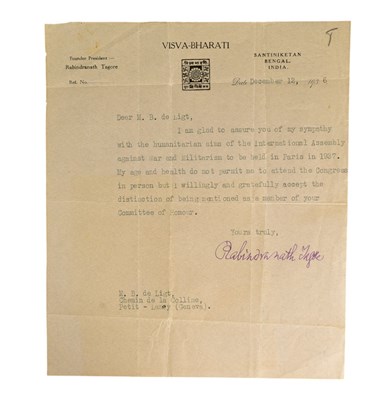 T
VISVA-BHARATI
Founder President —
Rabindranath Tagore
Ref. No.
SANTINIKETAN
BENGAL,
INDIA.
Date December 18, 1936
Dear M. B. de Ligt,
I am glad to assure you of my sympathy
with the humanitarian aims of the International Assembly
against War and Militarism to be held in Paris in 1937.
My age and health do not permit me to attend the Congress
in person but I willingly and gratefully accept the
distinction of being mentioned as a member of your
Committee of Honour.
Yours truly,
Rabindranath Tagore
M. B. de Ligt,
Chemin de la Colline,
Petit - Lancy (Geneva).